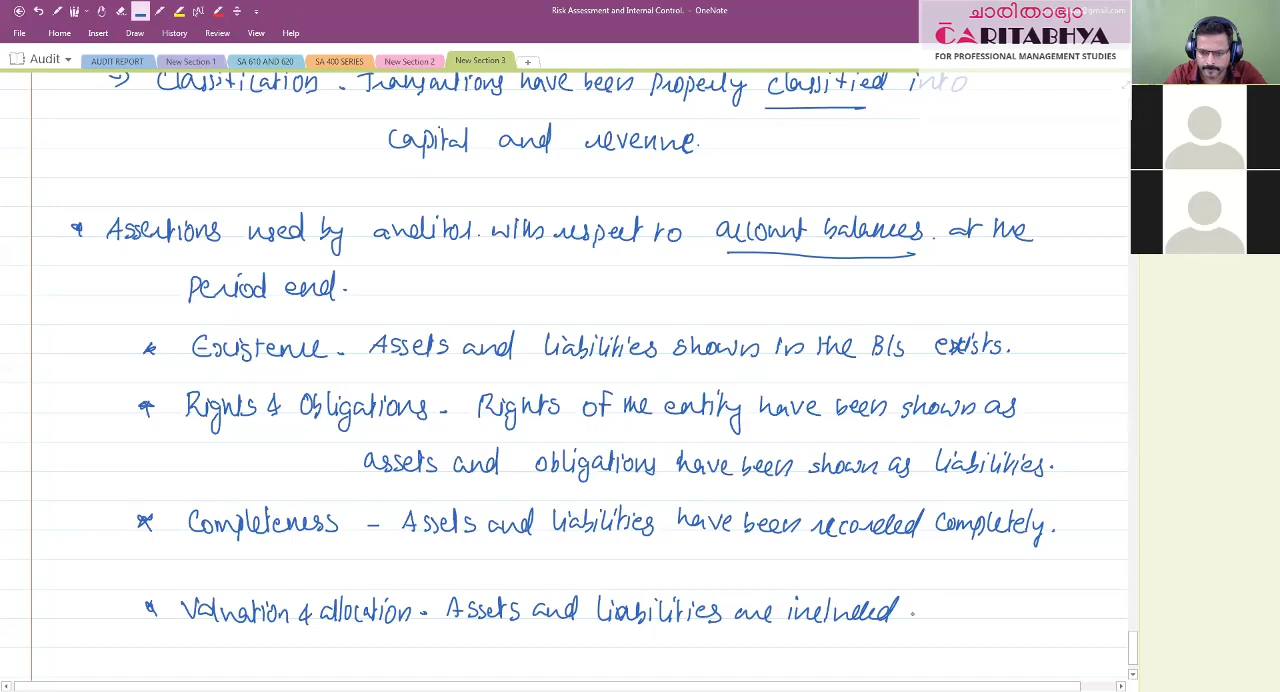 Risk Assessment and Internal Control. - OneNote
ചാരിതാഭ്യാ
@gmail.com
File Home Insert Draw History Review View Help
CARITABHYA
FOR PROFESSIONAL MANAGEMENT STUDIES
Audit AUDIT REPORT New Section 1 SA 610 AND 620 SA 400 SERIES New Section 2 New Section 3 +
Classification - Transactions have been properly classified into
Capital and revenue.
* Assertions used by auditor. with respect to account balances. at the
period end.
* Existence - Assets and liabilities shown in the B/s exists.
* Rights & Obligations - Rights of the entity have been shown as
assets and obligations have been shown as liabilities.
* Completeness - Assets and liabilities have been recorded completely.
* Valuation & allocation - Assets and liabilities are included